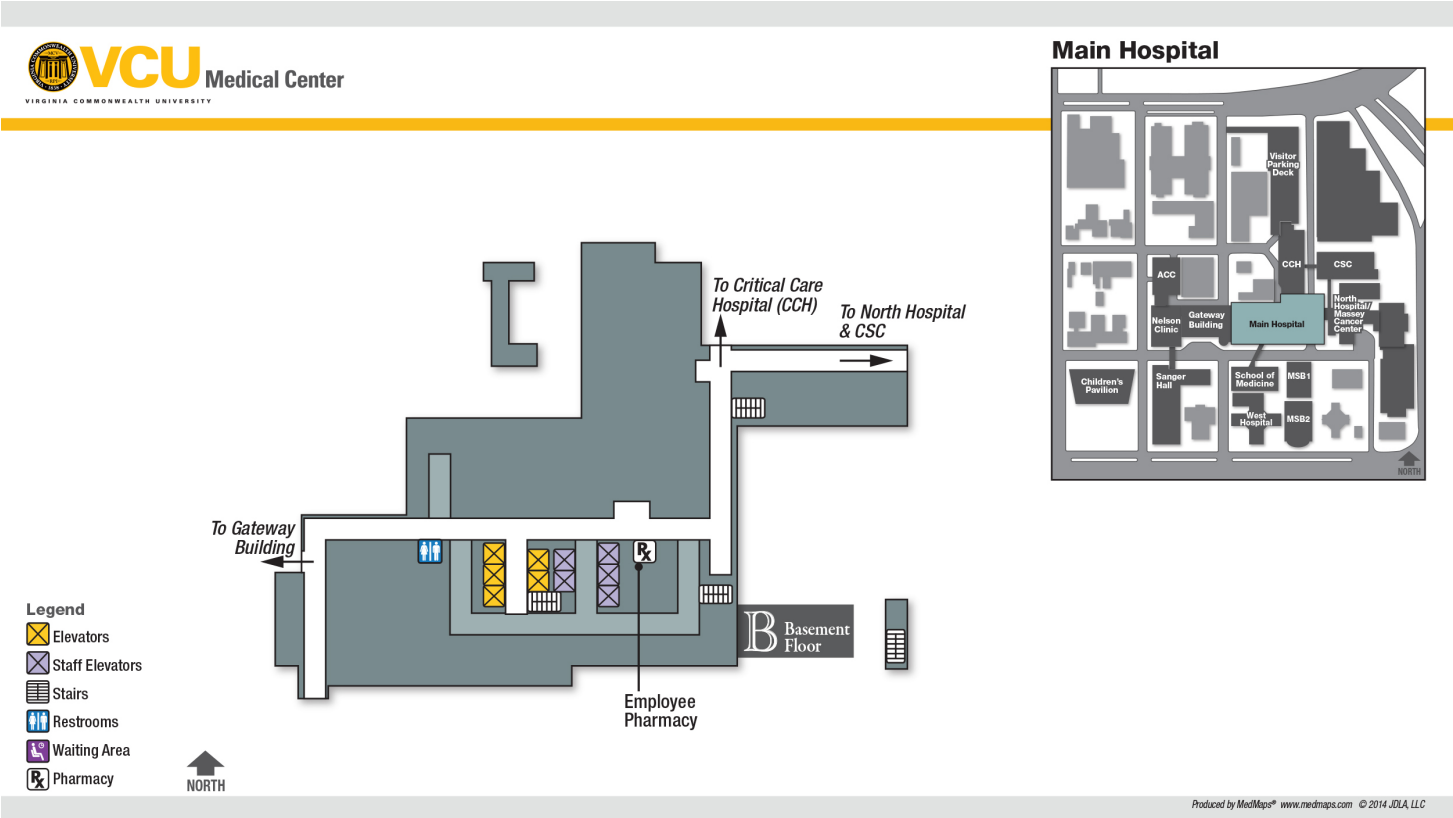 VCU Medical Center
VIRGINIA COMMONWEALTH UNIVERSITY
Main Hospital
Visitor
Parking
Deck
CCH
CSC
ACC
North
Hospital/
Massey
Cancer
Center
Nelson
Clinic
Gateway
Building
Main Hospital
Children's
Pavilion
Sanger
Hall
School of
Medicine
MSB1
West
Hospital
MSB2
NORTH
To Critical Care
Hospital (CCH)
To North Hospital
& CSC
To Gateway
Building
Rx
B
Basement
Floor
Employee
Pharmacy
Legend
Elevators
Staff Elevators
Stairs
Restrooms
Waiting Area
Rx Pharmacy
NORTH
Produced by MedMaps® www.medmaps.com © 2014 JDLA, LLC